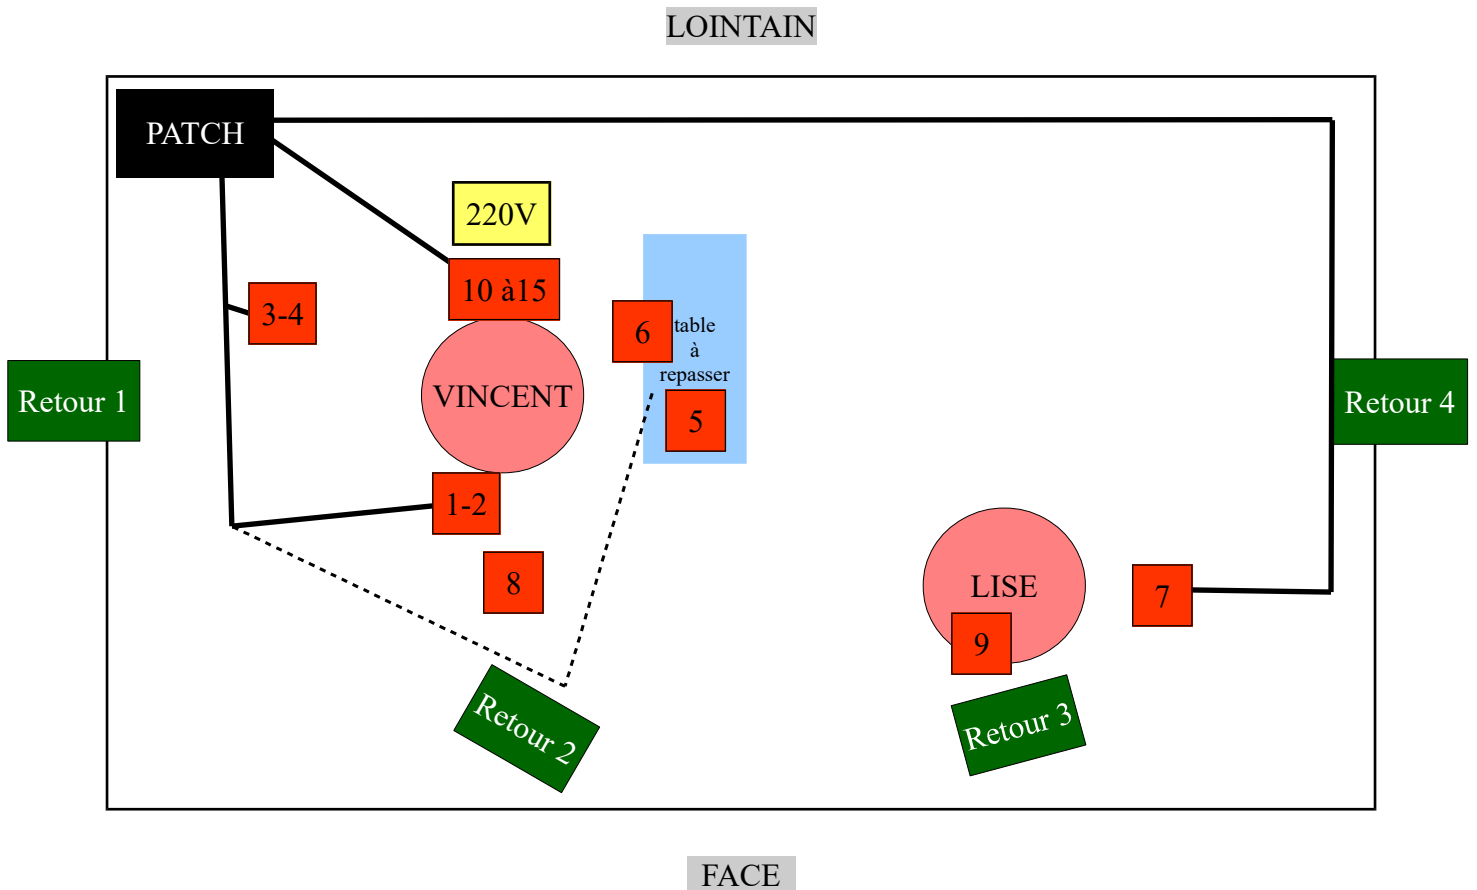 LOINTAIN
PATCH
220V
10 à15
3-4
6
table
à
repasser
Retour 1
VINCENT
Retour 4
5
1-2
8
LISE
7
9
Retour 2
Retour 3
FACE